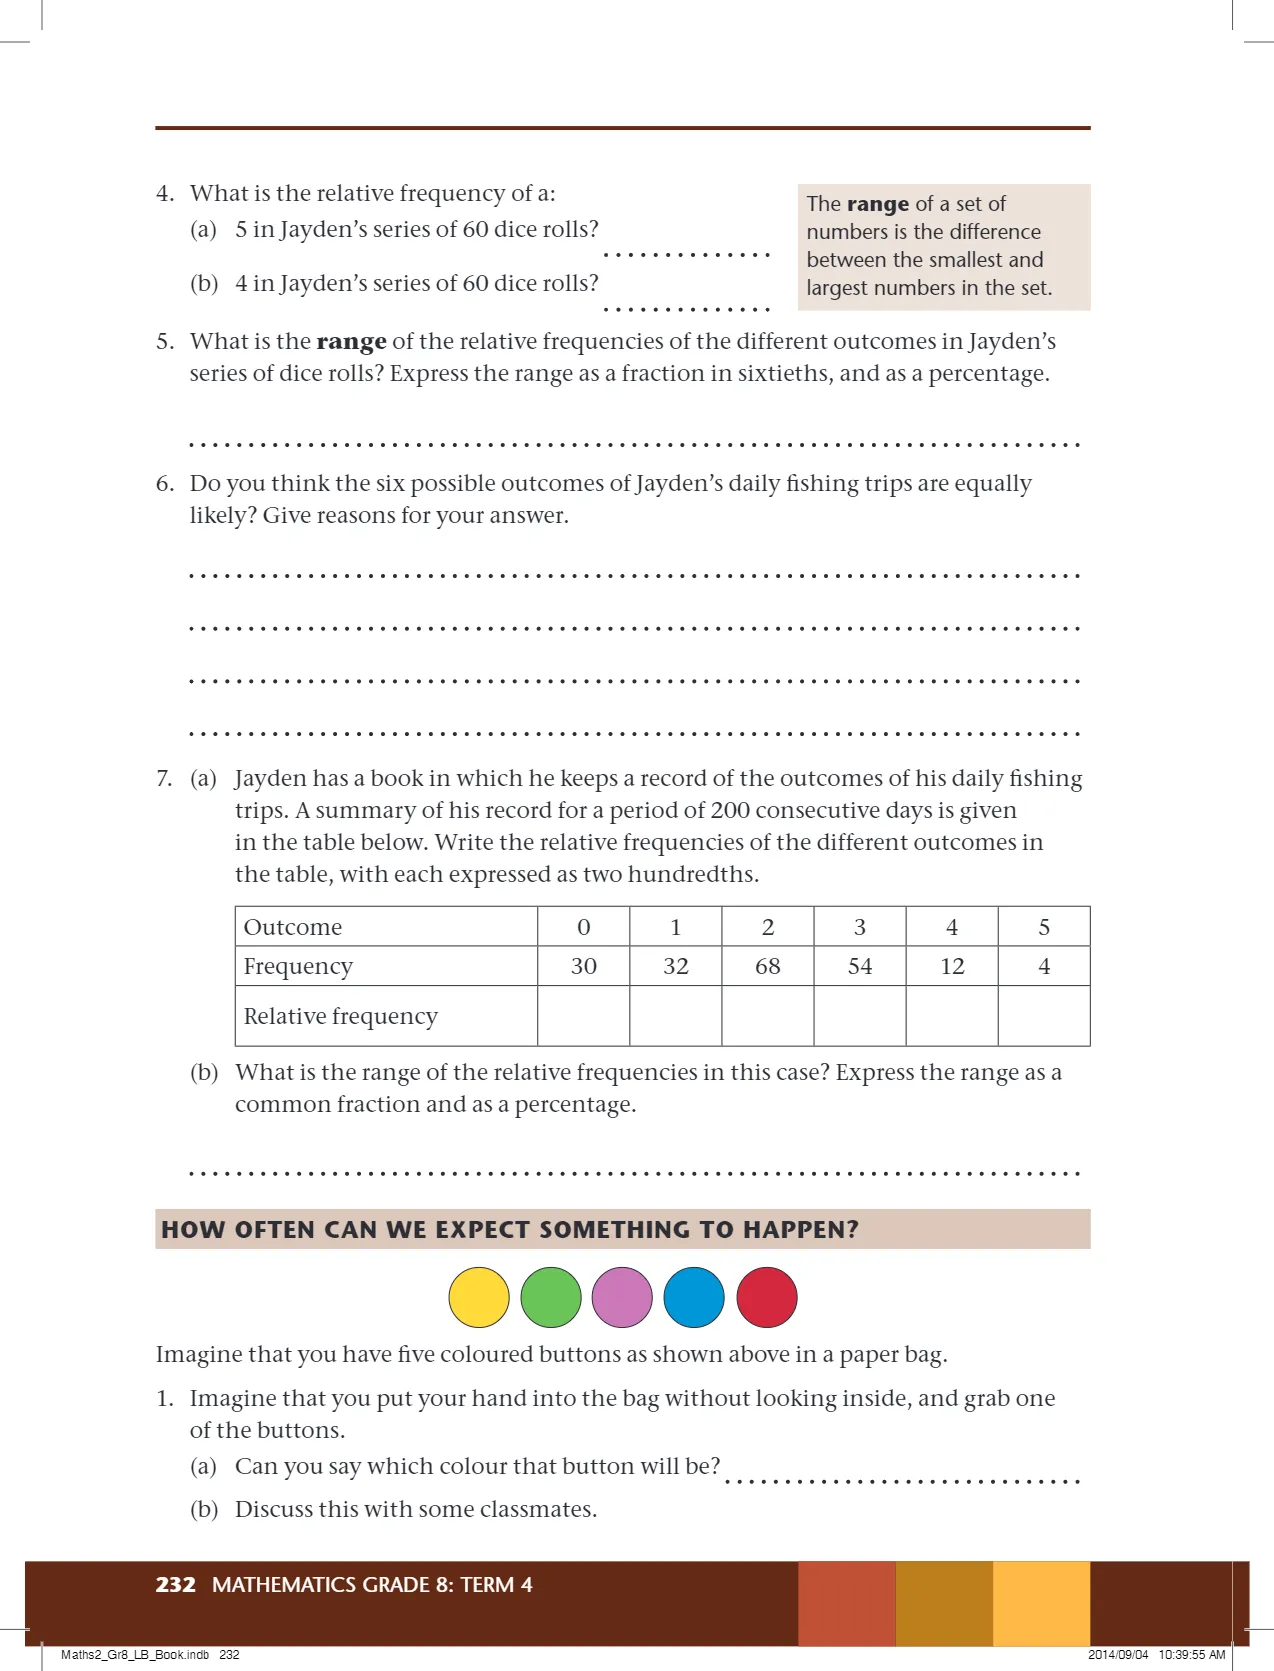 4. What is the relative frequency of a:
(a) 5 in Jayden’s series of 60 dice rolls?
(b) 4 in Jayden’s series of 60 dice rolls?
The range of a set of
numbers is the difference
between the smallest and
largest numbers in the set.
5. What is the range of the relative frequencies of the different outcomes in Jayden’s
series of dice rolls? Express the range as a fraction in sixtieths, and as a percentage.
6. Do you think the six possible outcomes of Jayden’s daily fishing trips are equally
likely? Give reasons for your answer.
7. (a) Jayden has a book in which he keeps a record of the outcomes of his daily fishing
trips. A summary of his record for a period of 200 consecutive days is given
in the table below. Write the relative frequencies of the different outcomes in
the table, with each expressed as two hundredths.
Outcome 0 1 2 3 4 5
Frequency 30 32 68 54 12 4
Relative frequency
(b) What is the range of the relative frequencies in this case? Express the range as a
common fraction and as a percentage.
HOW OFTEN CAN WE EXPECT SOMETHING TO HAPPEN?
Imagine that you have five coloured buttons as shown above in a paper bag.
1. Imagine that you put your hand into the bag without looking inside, and grab one
of the buttons.
(a) Can you say which colour that button will be?
(b) Discuss this with some classmates.
232 MATHEMATICS GRADE 8: TERM 4
Maths2_Gr8_LB_Book.indb 232
2014/09/04 10:39:55 AM